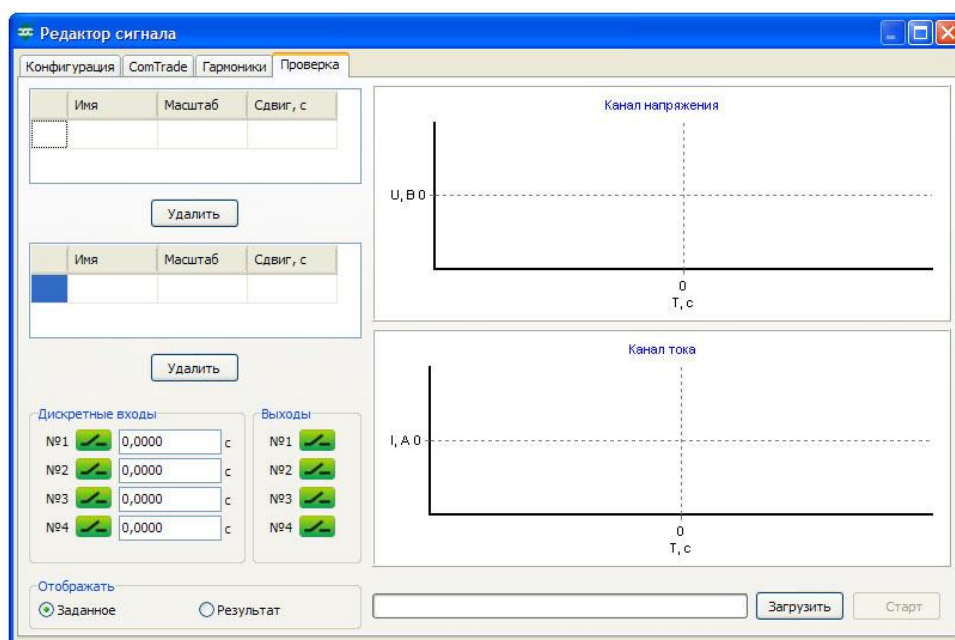 Редактор сигнала
Конфигурация ComTrade Гармоники Проверка
Имя Масштаб Сдвиг, с
Удалить
Имя Масштаб Сдвиг, с
Удалить
Дискретные входы
№1 0,0000 с
№2 0,0000 с
№3 0,0000 с
№4 0,0000 с
Выходы
№1
№2
№3
№4
Отображать
Заданное Результат
Канал напряжения
U, В 0
0
T, с
Канал тока
I, А 0
0
T, с
Загрузить Старт